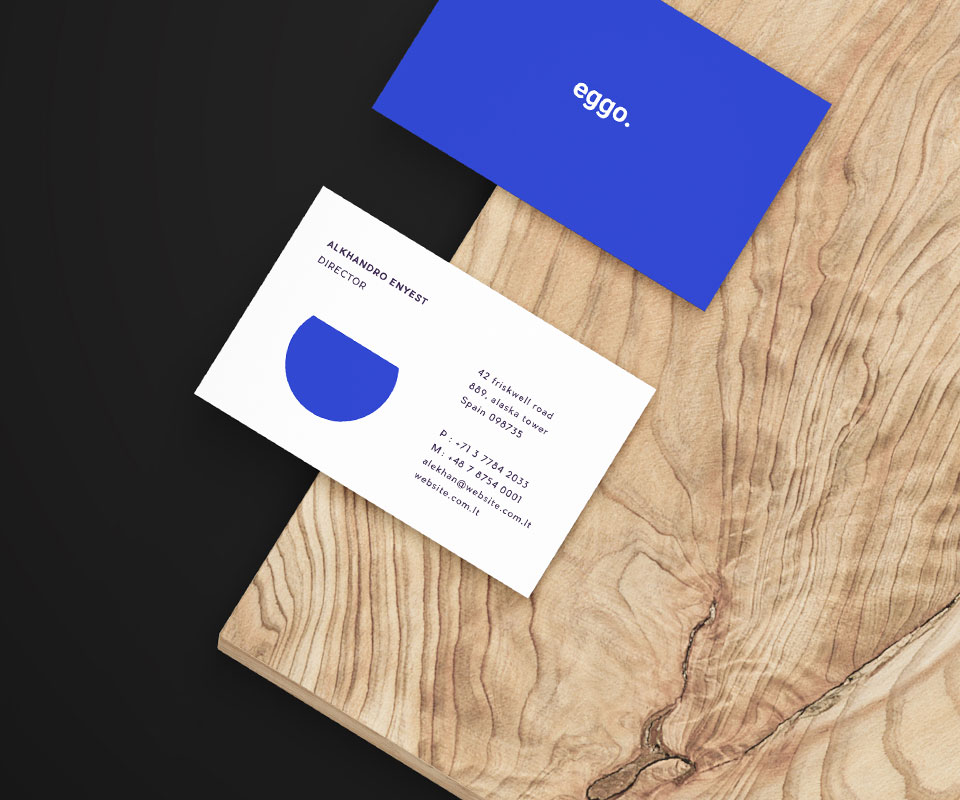 eggo.
ALKHANDRO ENYEST
DIRECTOR
42 friskwell road
889, alaska tower
Spain 098735
P : +71 3 7784 2033
M : +48 7 8754 0001
alekhan@website.com.lt
website.com.lt